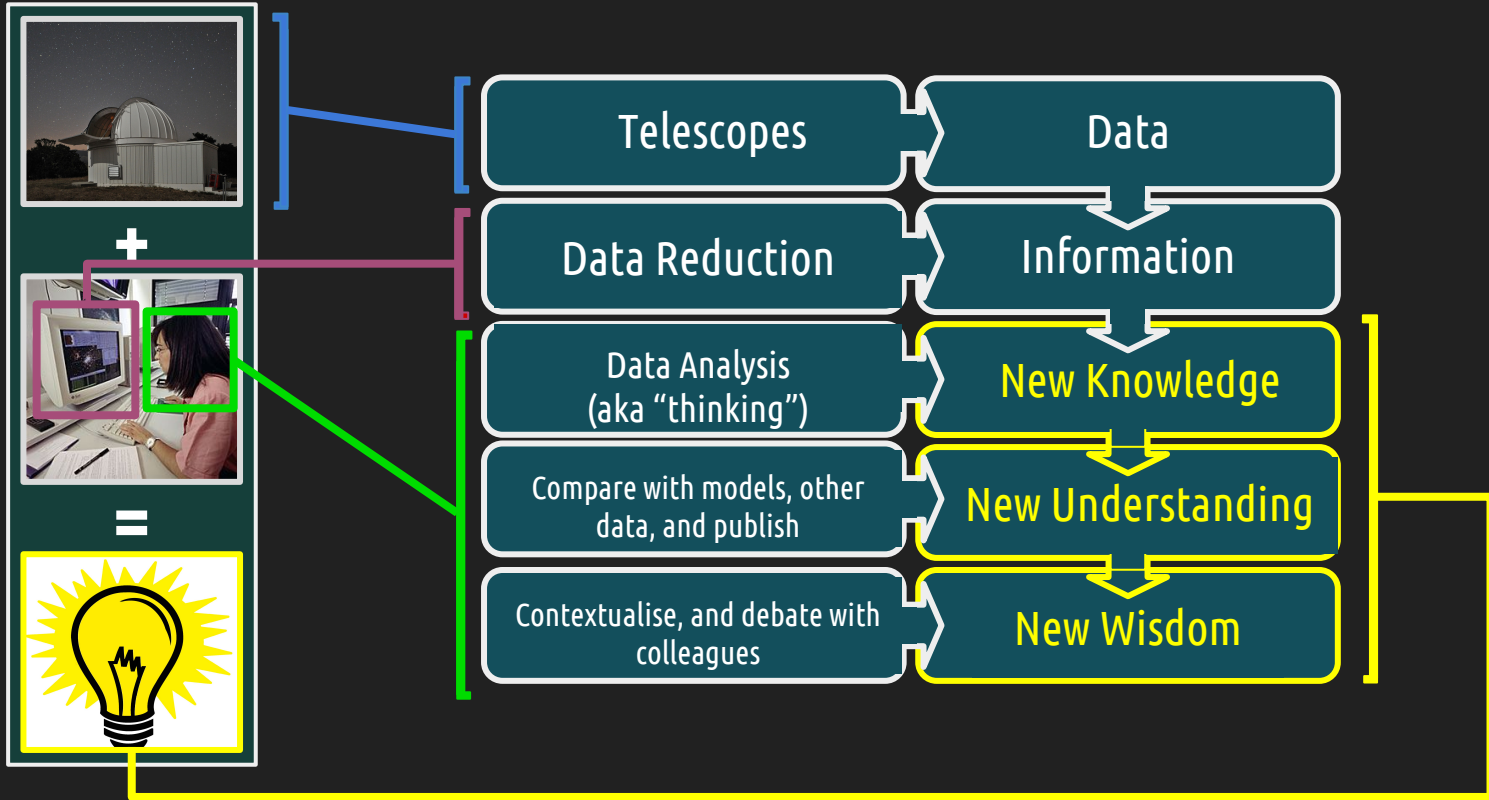 Telescopes
Data
+
Data Reduction
Information
Data Analysis
(aka “thinking”)
New Knowledge
=
Compare with models, other
data, and publish
New Understanding
Contextualise, and debate with
colleagues
New Wisdom